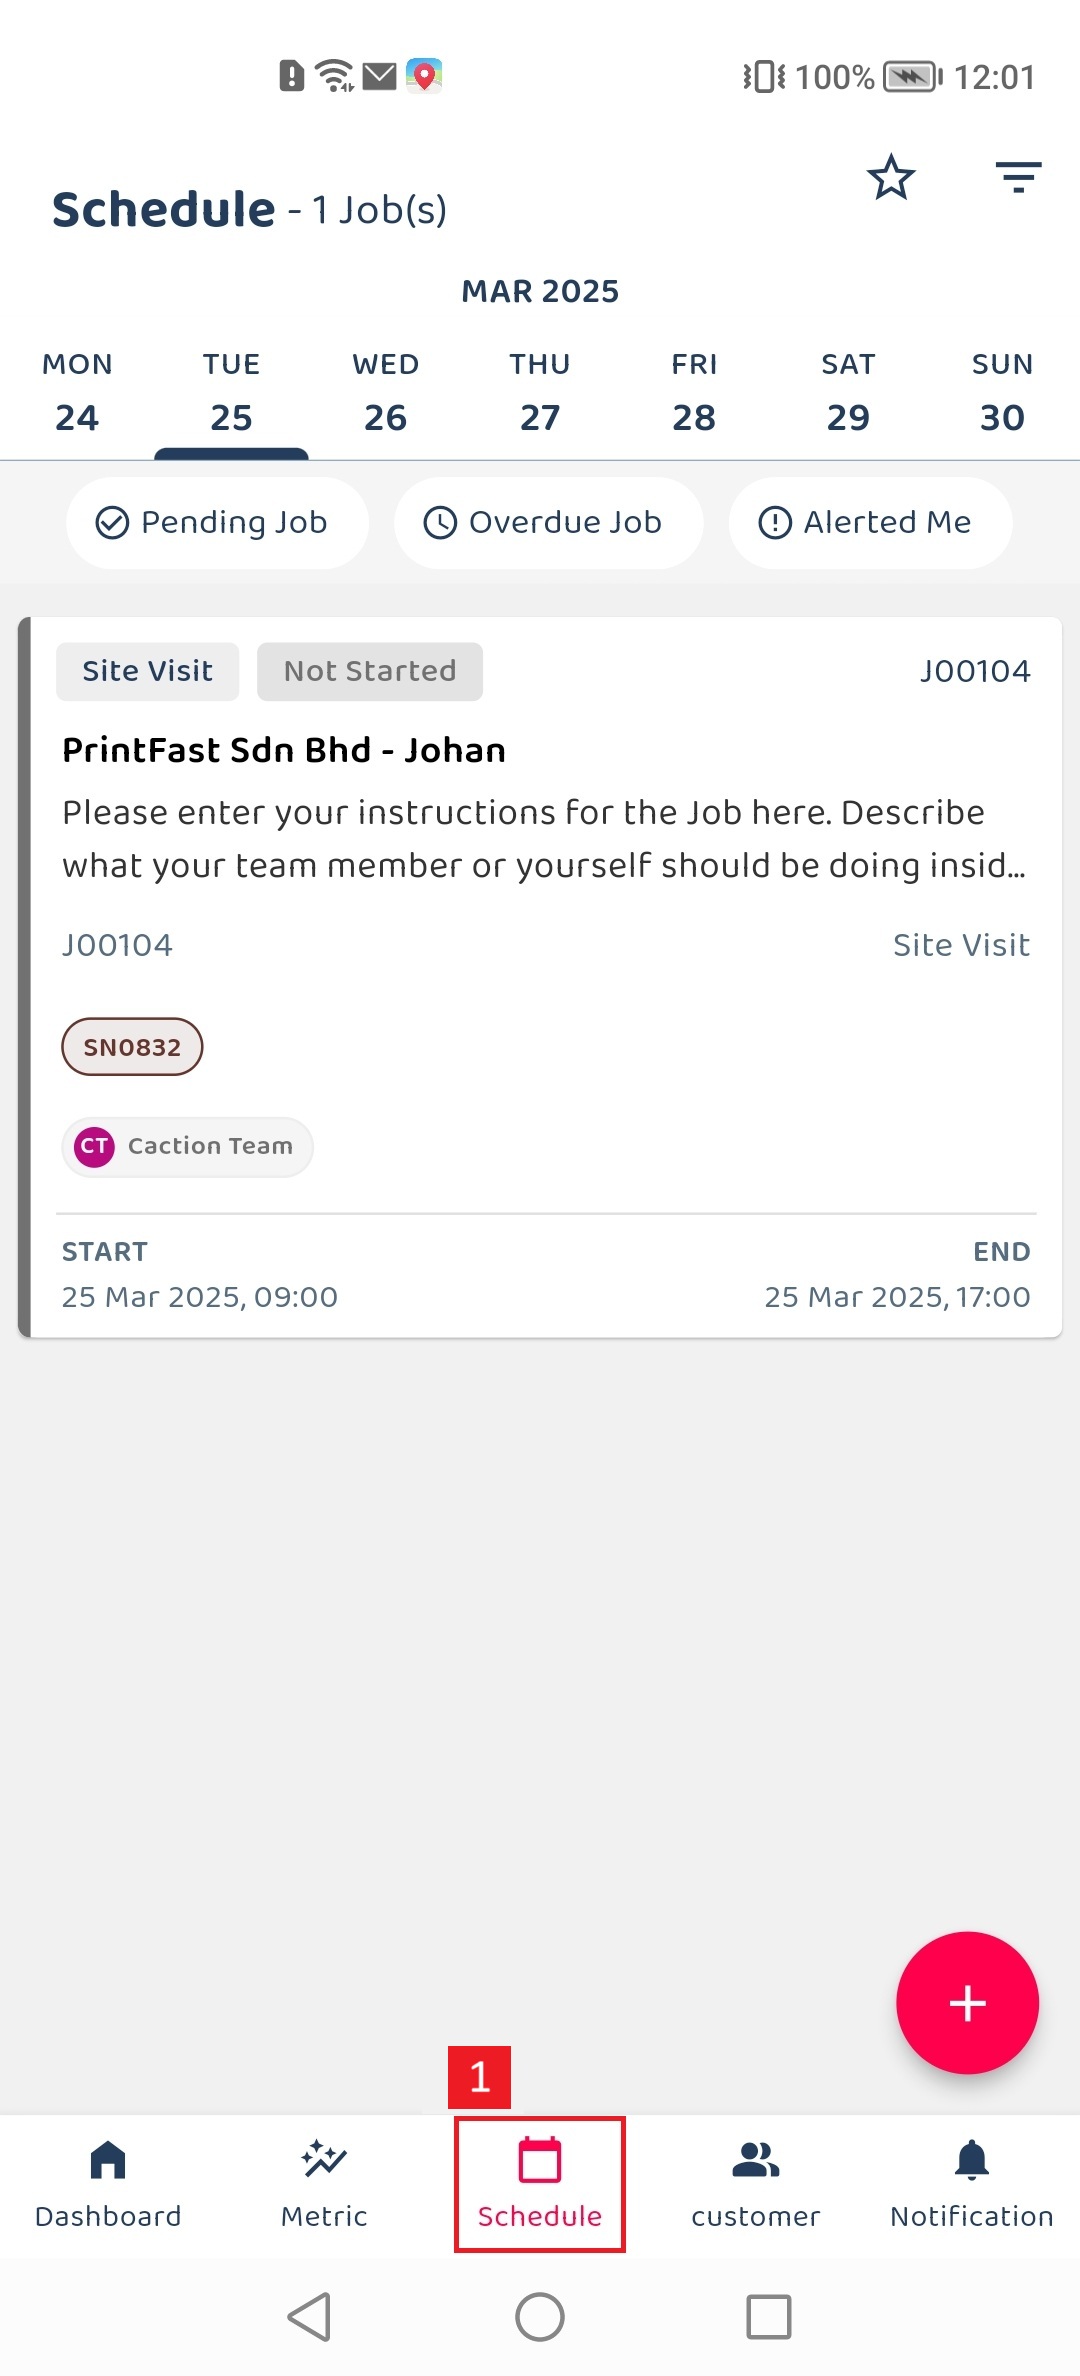 100% 12:01
Schedule - 1 Job(s)
MAR 2025
MON TUE WED THU FRI SAT SUN
24 25 26 27 28 29 30
Pending Job Overdue Job Alerted Me
Site Visit Not Started J00104
PrintFast Sdn Bhd - Johan
Please enter your instructions for the Job here. Describe
what your team member or yourself should be doing insid...
J00104 Site Visit
SN0832
CT Caction Team
START END
25 Mar 2025, 09:00 25 Mar 2025, 17:00
+
1
Dashboard Metric Schedule customer Notification